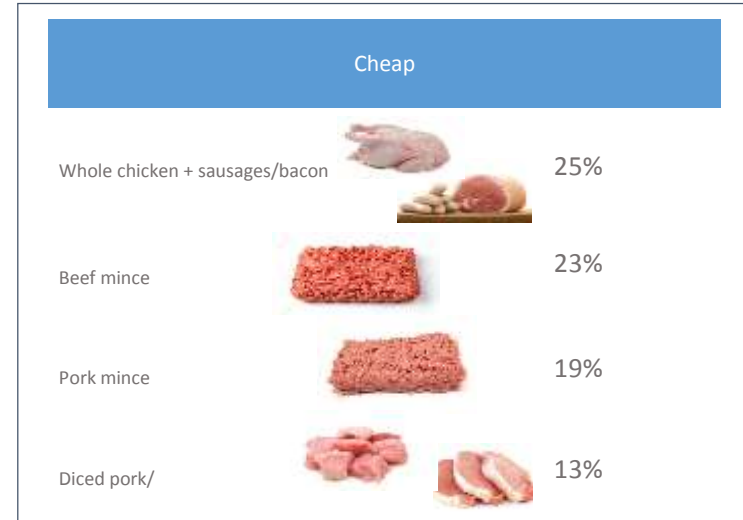 Cheap
Whole chicken + sausages/bacon 25%
Beef mince 23%
Pork mince 19%
Diced pork/ 13%